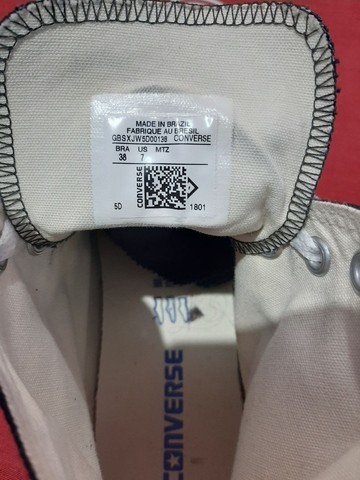 MADE IN BRAZIL
FABRIQUE AU BRESIL
GBSXJW5D00138 CONVERSE
BRA US MTZ
38 7
CONVERSE
5D 1801
CONVERSE